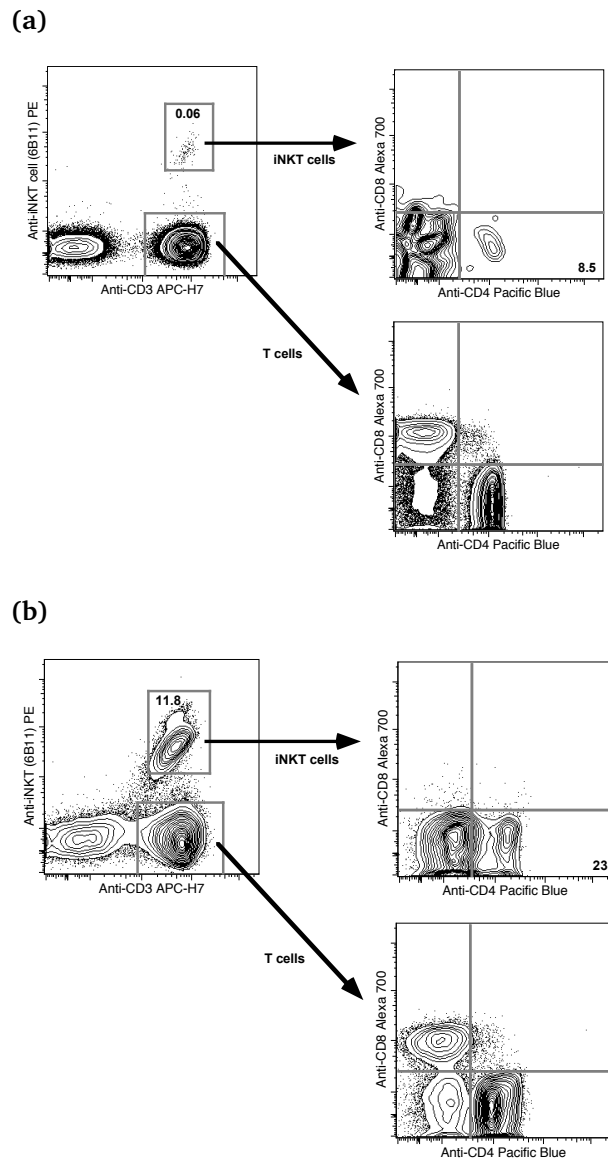 (a)
Anti-iNKT cell (6B11) PE
0.06
Anti-CD3 APC-H7
iNKT cells
T cells
Anti-CD8 Alexa 700
8.5
Anti-CD4 Pacific Blue
Anti-CD8 Alexa 700
Anti-CD4 Pacific Blue
(b)
Anti-iNKT (6B11) PE
11.8
Anti-CD3 APC-H7
iNKT cells
T cells
Anti-CD8 Alexa 700
23
Anti-CD4 Pacific Blue
Anti-CD8 Alexa 700
Anti-CD4 Pacific Blue